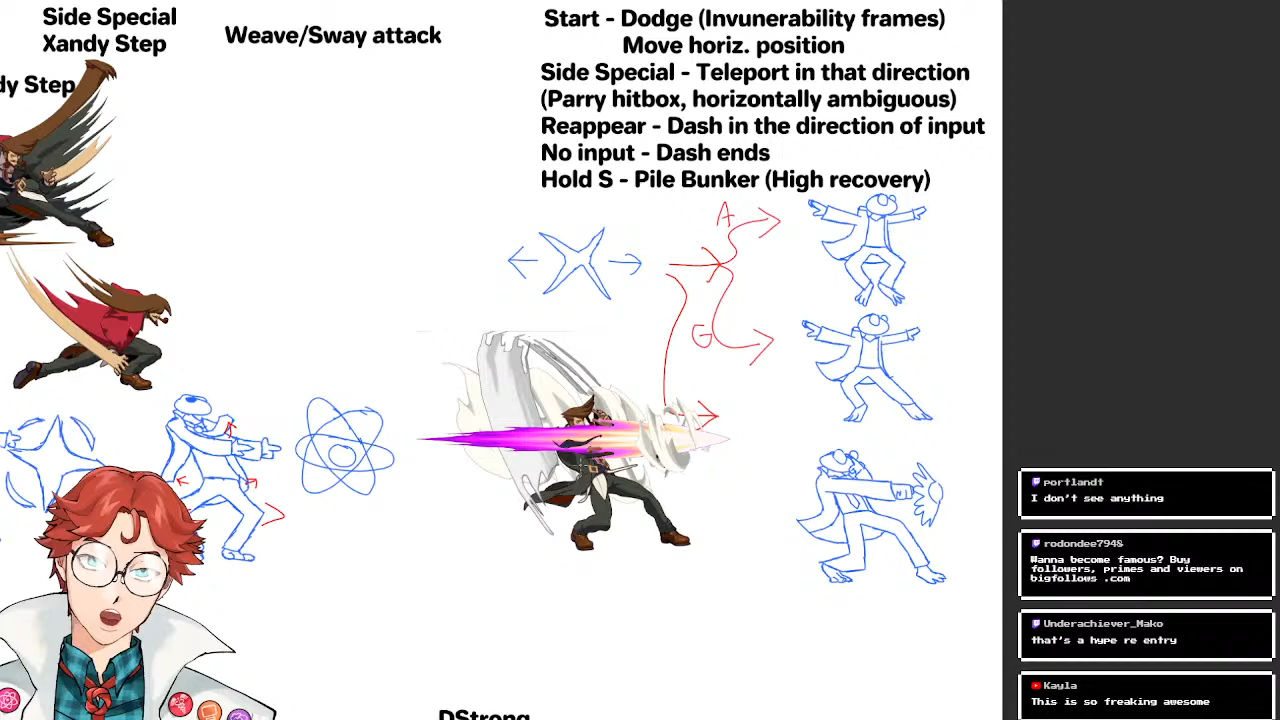 Side Special
Xandy Step
dy Step
Weave/Sway attack
Start - Dodge (Invunerability frames)
Move horiz. position
Side Special - Teleport in that direction
(Parry hitbox, horizontally ambiguous)
Reappear - Dash in the direction of input
No input - Dash ends
Hold S - Pile Bunker (High recovery)
A
G
DStrong
portlandt
I don't see anything
rodondee7948
Wanna become famous? Buy
followers, primes and viewers on
bigfollows .com
Underachiever_Mako
that's a hype re entry
Kayla
This is so freaking awesome